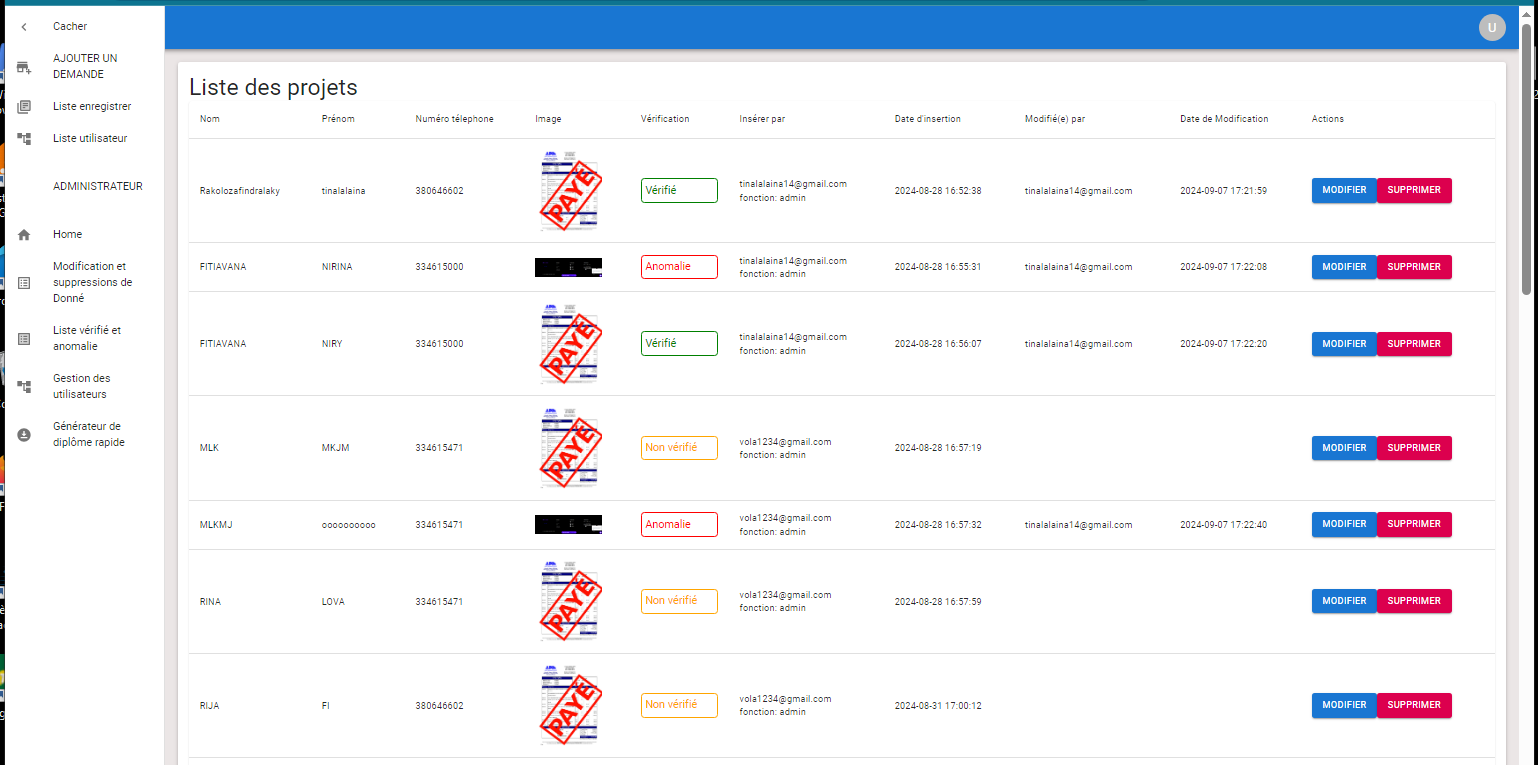 U
Cacher
AJOUTER UN
DEMANDE
Liste enregistrer
Liste utilisateur
ADMINISTRATEUR
Home
Modification et
suppressions de
Donné
Liste vérifié et
anomalie
Gestion des
utilisateurs
Générateur de
diplôme rapide
Liste des projets
Nom Prénom Numéro télephone Image Vérification Insérer par Date d'insertion Modifié(e) par Date de Modification Actions
PAYÉ
Rakolozafindralaky tinalalaina 380646602 Vérifié tinalalaina14@gmail.com 2024-08-28 16:52:38 tinalalaina14@gmail.com 2024-09-07 17:21:59 MODIFIER SUPPRIMER
fonction: admin
FITIAVANA NIRINA 334615000 Anomalie tinalalaina14@gmail.com 2024-08-28 16:55:31 tinalalaina14@gmail.com 2024-09-07 17:22:08 MODIFIER SUPPRIMER
fonction: admin
PAYÉ
FITIAVANA NIRY 334615000 Vérifié tinalalaina14@gmail.com 2024-08-28 16:56:07 tinalalaina14@gmail.com 2024-09-07 17:22:20 MODIFIER SUPPRIMER
fonction: admin
PAYÉ
MLK MKJM 334615471 Non vérifié vola1234@gmail.com 2024-08-28 16:57:19 MODIFIER SUPPRIMER
fonction: admin
MLKMJ oooooooooo 334615471 Anomalie vola1234@gmail.com 2024-08-28 16:57:32 tinalalaina14@gmail.com 2024-09-07 17:22:40 MODIFIER SUPPRIMER
fonction: admin
PAYÉ
RINA LOVA 334615471 Non vérifié vola1234@gmail.com 2024-08-28 16:57:59 MODIFIER SUPPRIMER
fonction: admin
PAYÉ
RIJA FI 380646602 Non vérifié vola1234@gmail.com 2024-08-31 17:00:12 MODIFIER SUPPRIMER
fonction: admin